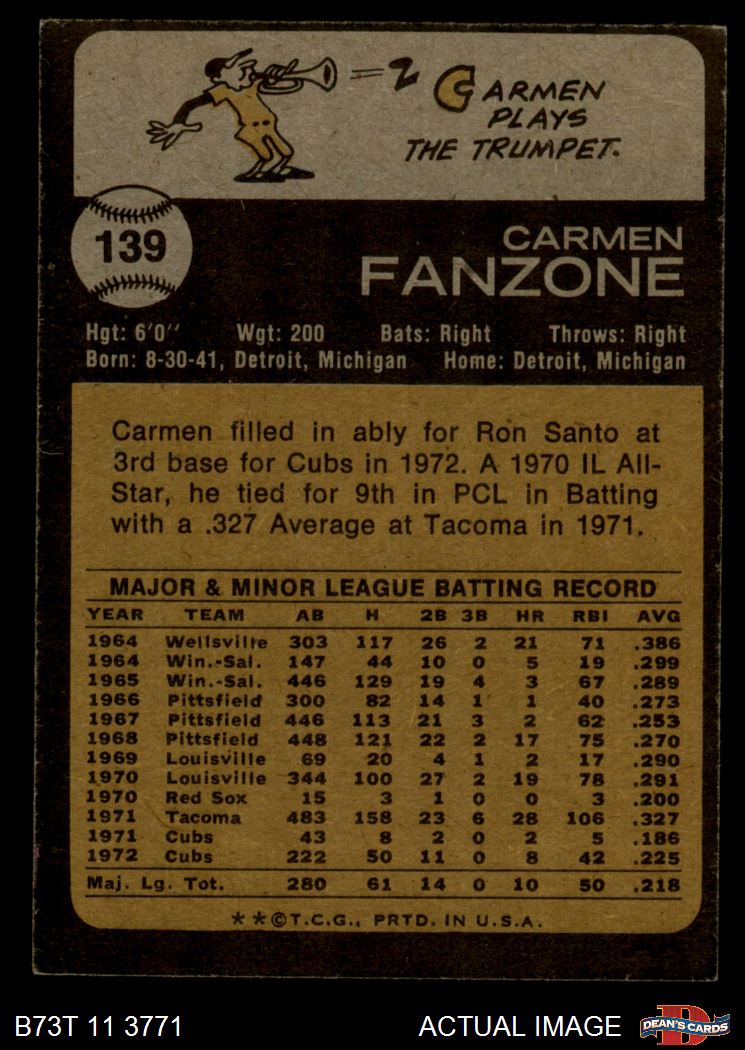 CARMEN
PLAYS
THE TRUMPET.
139
CARMEN
FANZONE
Hgt: 6'0" Wgt: 200 Bats: Right Throws: Right
Born: 8-30-41, Detroit, Michigan Home: Detroit, Michigan
Carmen filled in ably for Ron Santo at
3rd base for Cubs in 1972. A 1970 IL All-
Star, he tied for 9th in PCL in Batting
with a .327 Average at Tacoma in 1971.
MAJOR & MINOR LEAGUE BATTING RECORD
YEAR TEAM AB H 2B 3B HR RBI AVG
1964 Wellsville 303 117 26 2 21 71 .386
1964 Win.-Sal. 147 44 10 0 5 19 .299
1965 Win.-Sal. 446 129 19 4 3 67 .289
1966 Pittsfield 300 82 14 1 1 40 .273
1967 Pittsfield 446 113 21 3 2 62 .253
1968 Pittsfield 448 121 22 2 17 75 .270
1969 Louisville 69 20 4 1 2 17 .290
1970 Louisville 344 100 27 2 19 78 .291
1970 Red Sox 15 3 1 0 0 3 .200
1971 Tacoma 483 158 23 6 28 106 .327
1971 Cubs 43 8 2 0 2 5 .186
1972 Cubs 222 50 11 0 8 42 .225
Maj. Lg. Tot. 280 61 14 0 10 50 .218
**©T.C.G., PRTD. IN U.S.A.
B73T 11 3771 ACTUAL IMAGE DEAN'S CARDS